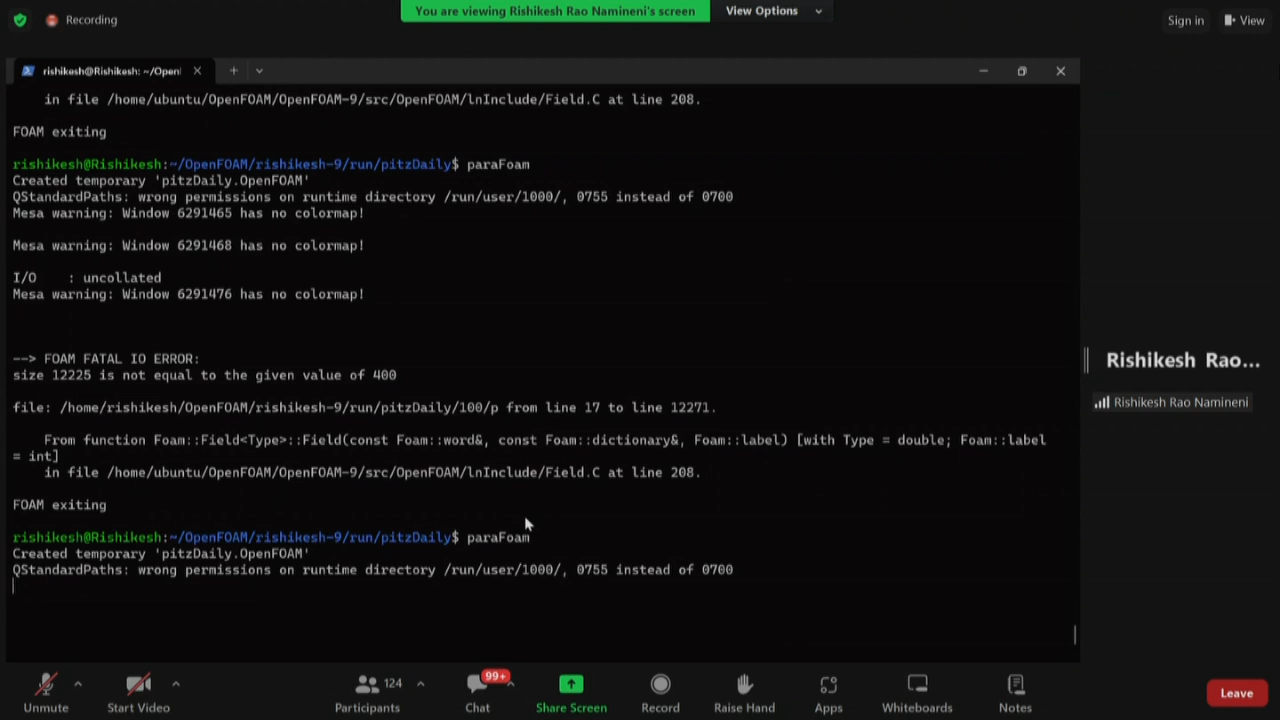 Recording
You are viewing Rishikesh Rao Namineni's screen
View Options
Sign in
View
rishikesh@Rishikesh: ~/Openl
in file /home/ubuntu/OpenFOAM/OpenFOAM-9/src/OpenFOAM/lnInclude/Field.C at line 208.
FOAM exiting
rishikesh@Rishikesh:~/OpenFOAM/rishikesh-9/run/pitzDaily$ paraFoam
Created temporary 'pitzDaily.OpenFOAM'
QStandardPaths: wrong permissions on runtime directory /run/user/1000/, 0755 instead of 0700
Mesa warning: Window 6291465 has no colormap!
Mesa warning: Window 6291468 has no colormap!
I/O    : uncollated
Mesa warning: Window 6291476 has no colormap!
--> FOAM FATAL IO ERROR:
size 12225 is not equal to the given value of 400
file: /home/rishikesh/OpenFOAM/rishikesh-9/run/pitzDaily/100/p from line 17 to line 12271.
From function Foam::Field<Type>::Field(const Foam::word&, const Foam::dictionary&, Foam::label) [with Type = double; Foam::label
= int]
in file /home/ubuntu/OpenFOAM/OpenFOAM-9/src/OpenFOAM/lnInclude/Field.C at line 208.
FOAM exiting
rishikesh@Rishikesh:~/OpenFOAM/rishikesh-9/run/pitzDaily$ paraFoam
Created temporary 'pitzDaily.OpenFOAM'
QStandardPaths: wrong permissions on runtime directory /run/user/1000/, 0755 instead of 0700
Rishikesh Rao...
Rishikesh Rao Namineni
124
99+
Unmute
Start Video
Participants
Chat
Share Screen
Record
Raise Hand
Apps
Whiteboards
Notes
Leave